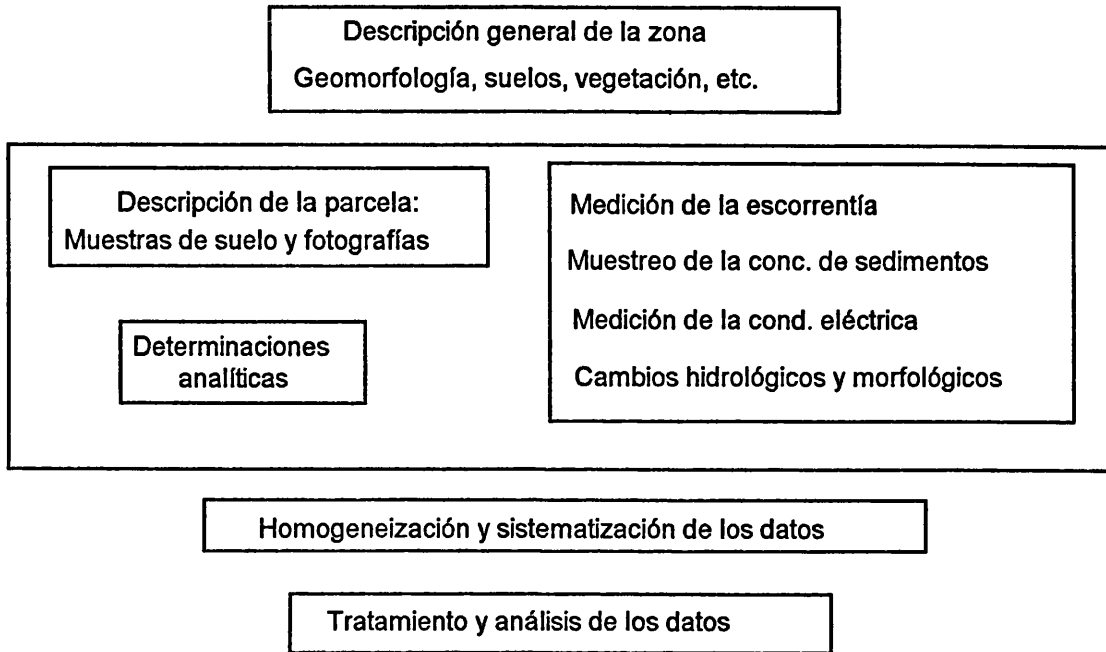 Descripción general de la zona
Geomorfología, suelos, vegetación, etc.
Descripción de la parcela:
Muestras de suelo y fotografías
Determinaciones
analíticas
Medición de la escorrentía
Muestreo de la conc. de sedimentos
Medición de la cond. eléctrica
Cambios hidrológicos y morfológicos
Homogeneización y sistematización de los datos
Tratamiento y análisis de los datos